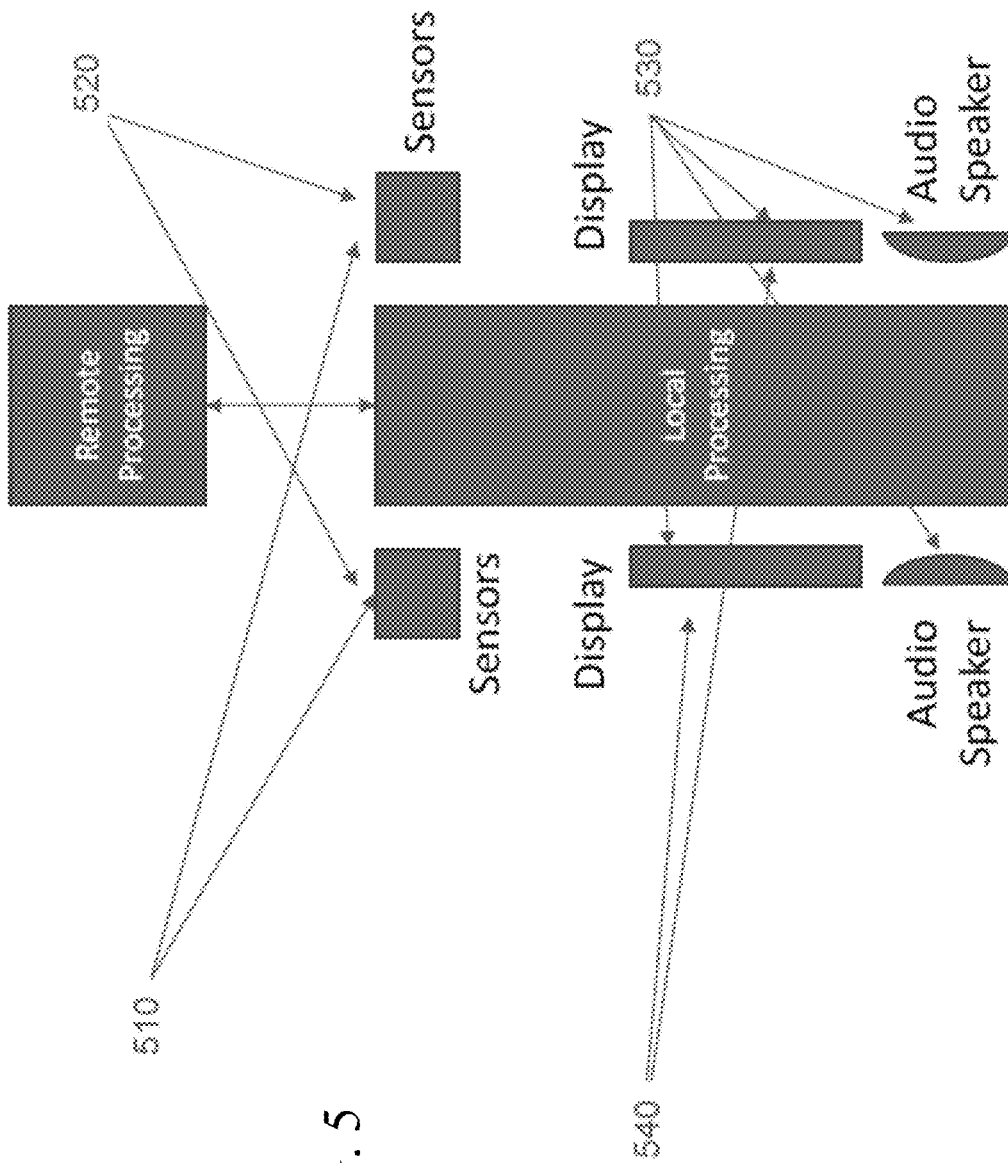 520
Remote
Processing
510
.5
Sensors
Sensors
Display
Display
540
530
Local
Processing
Audio
Speaker
Audio
Speaker